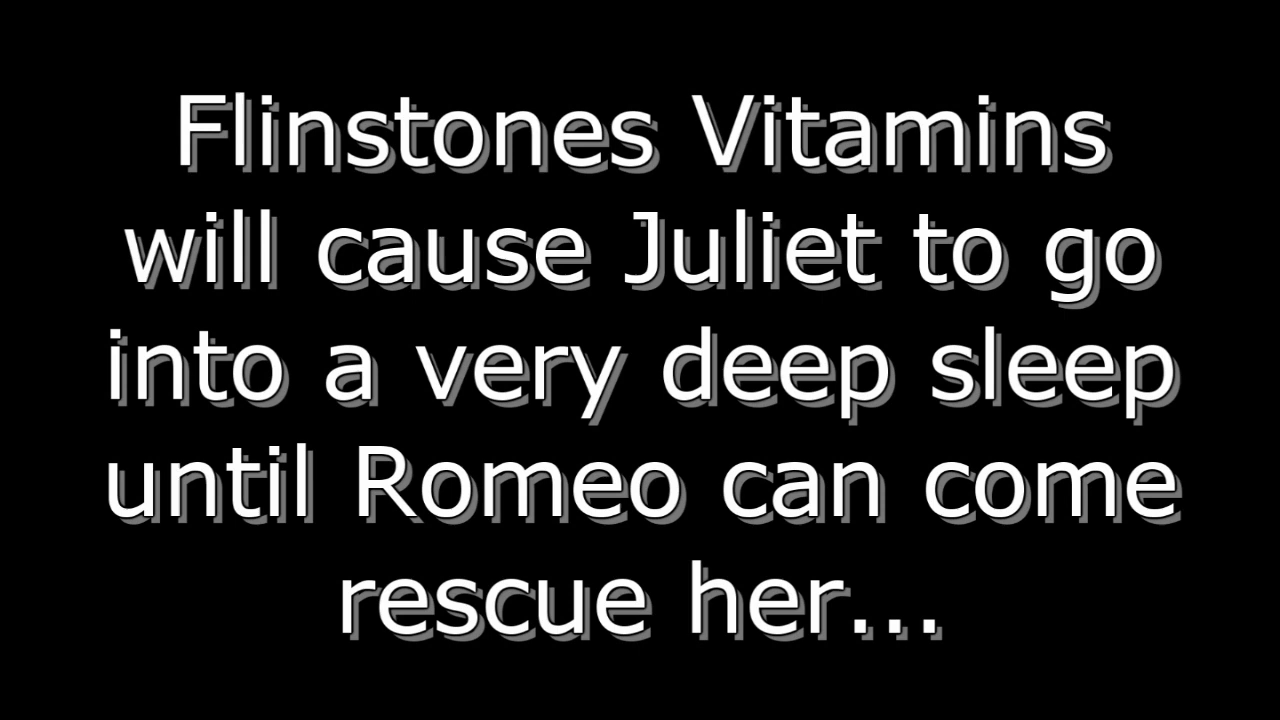 Flinstones Vitamins
will cause Juliet to go
into a very deep sleep
until Romeo can come
rescue her...